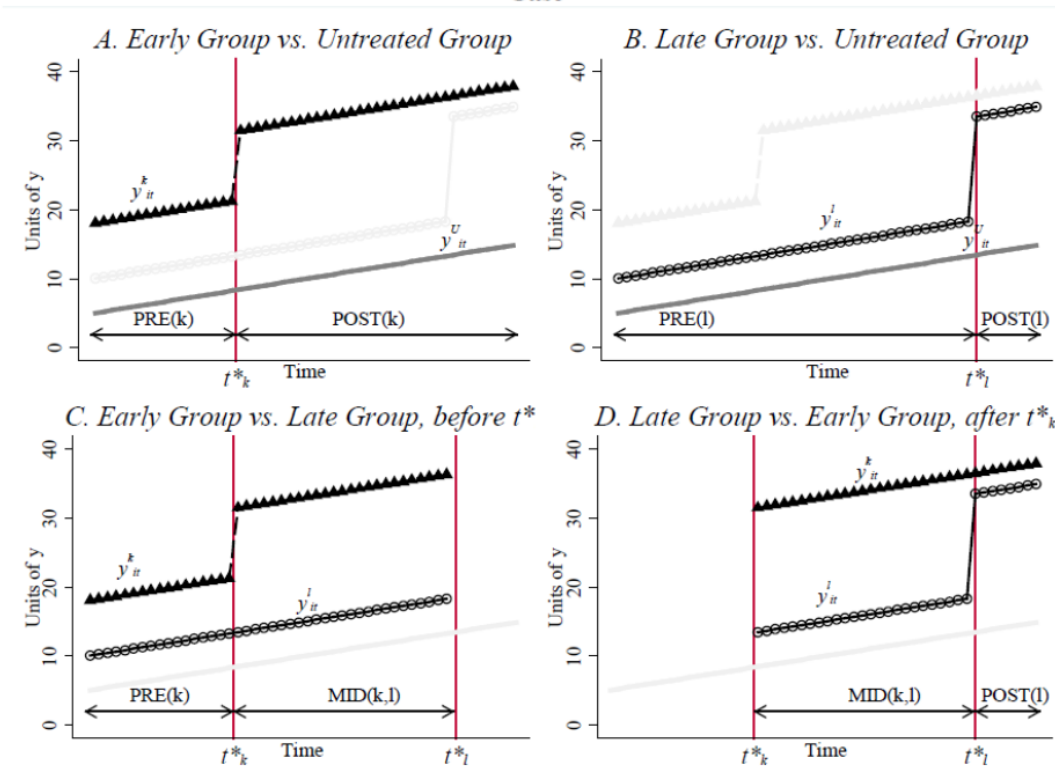 A. Early Group vs. Untreated Group
B. Late Group vs. Untreated Group
Units of y
40
30
20
10
0
y^k_it
y^U_it
PRE(k)
POST(k)
t*_k
Time
Units of y
40
30
20
10
0
y^l_it
y^U_it
PRE(l)
POST(l)
Time
t*_l
C. Early Group vs. Late Group, before t*
D. Late Group vs. Early Group, after t*_k
Units of y
40
30
20
10
0
y^k_it
y^l_it
PRE(k)
MID(k,l)
t*_k
Time
t*_l
Units of y
40
30
20
10
0
y^k_it
y^l_it
MID(k,l)
POST(l)
t*_k
Time
t*_l